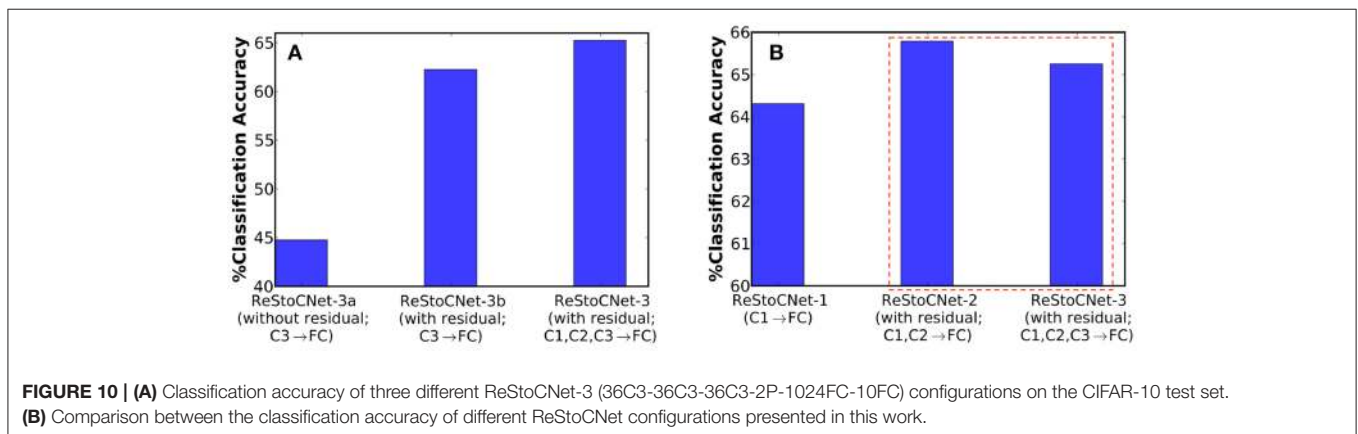 A
%Classification Accuracy
65
60
55
50
45
40
ReStoCNet-3a
(without residual;
C3→FC)
ReStoCNet-3b
(with residual;
C3→FC)
ReStoCNet-3
(with residual;
C1,C2,C3→FC)
B
%Classification Accuracy
66
65
64
63
62
61
60
ReStoCNet-1
(C1→FC)
ReStoCNet-2
(with residual;
C1,C2→FC)
ReStoCNet-3
(with residual;
C1,C2,C3→FC)
FIGURE 10 | (A) Classification accuracy of three different ReStoCNet-3 (36C3-36C3-36C3-2P-1024FC-10FC) configurations on the CIFAR-10 test set.
(B) Comparison between the classification accuracy of different ReStoCNet configurations presented in this work.